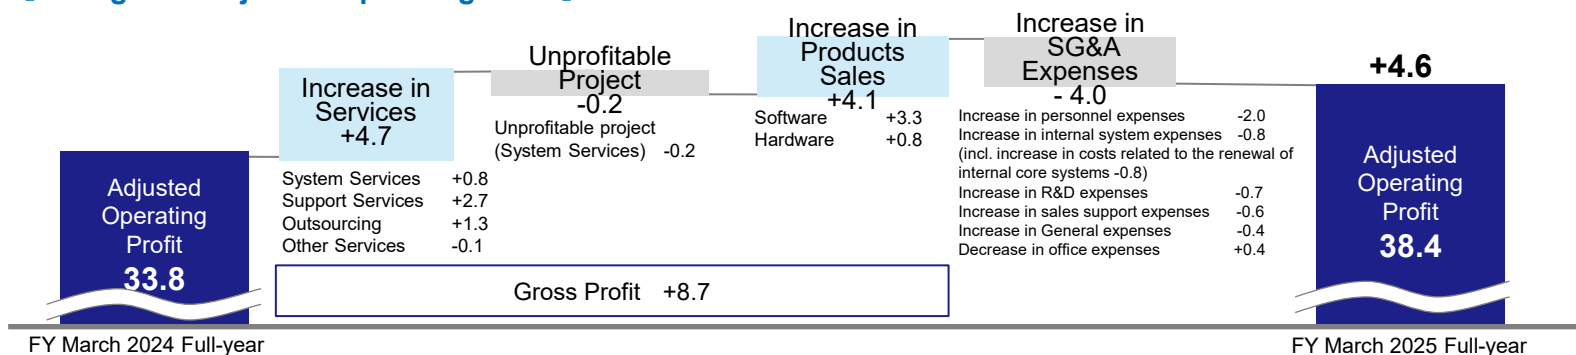 Adjusted
Operating
Profit
33.8
FY March 2024 Full-year
Increase in
Services
+4.7
System Services +0.8
Support Services +2.7
Outsourcing +1.3
Other Services -0.1
Unprofitable
Project
-0.2
Unprofitable project
(System Services) -0.2
Increase in
Products
Sales
+4.1
Software +3.3
Hardware +0.8
Gross Profit +8.7
Increase in
SG&A
Expenses
- 4.0
Increase in personnel expenses -2.0
Increase in internal system expenses -0.8
(incl. increase in costs related to the renewal of
internal core systems -0.8)
Increase in R&D expenses -0.7
Increase in sales support expenses -0.6
Increase in General expenses -0.4
Decrease in office expenses +0.4
+4.6
Adjusted
Operating
Profit
38.4
FY March 2025 Full-year